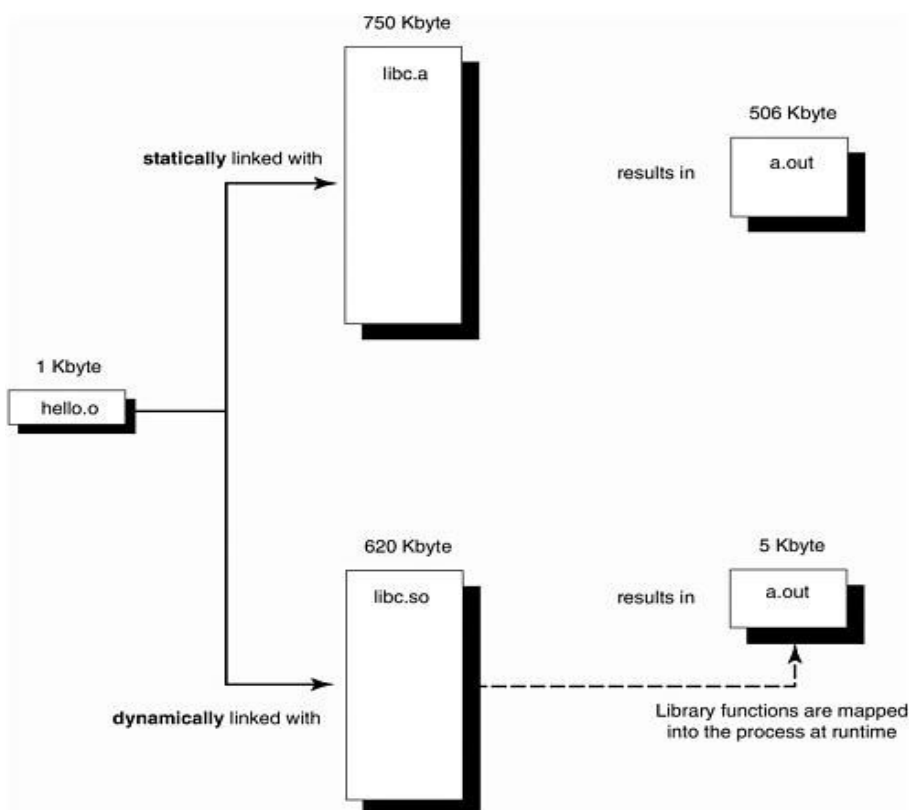 750 Kbyte
libc.a
506 Kbyte
a.out
statically linked with
results in
1 Kbyte
hello.o
620 Kbyte
libc.so
5 Kbyte
a.out
results in
dynamically linked with
Library functions are mapped
into the process at runtime